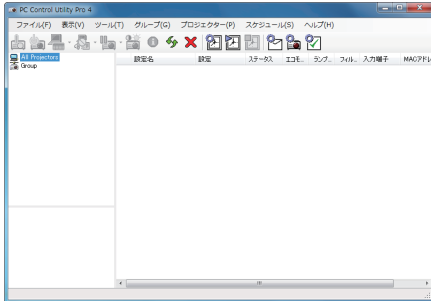 PC Control Utility Pro 4
ファイル(F) 表示(V) ツール(T) グループ(G) プロジェクター(P) スケジュール(S) ヘルプ(H)
All Projectors
Group
設定名 設定 ステータス エコモ... ランプ... フィル... 入力端子 MACアドレ